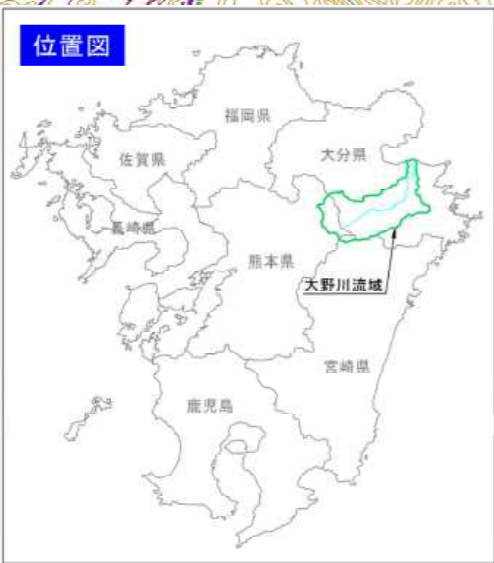 位置図
福岡県
佐賀県
大分県
長崎県
熊本県
大野川流域
宮崎県
鹿児島